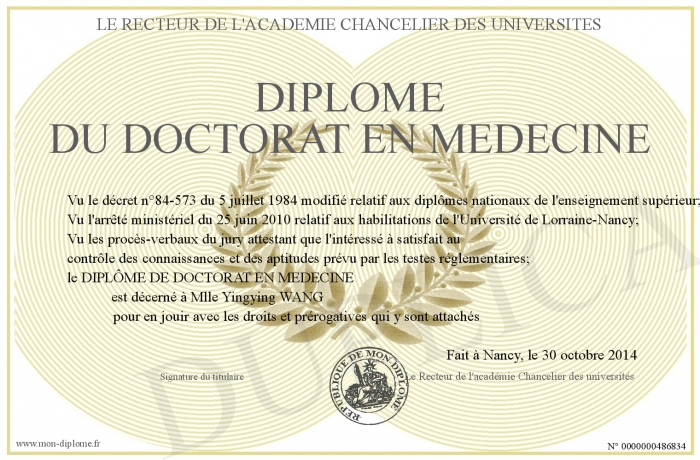 LE RECTEUR DE L'ACADEMIE CHANCELIER DES UNIVERSITES
DIPLOME
DU DOCTORAT EN MEDECINE
Vu le décret n°84-573 du 5 juillet 1984 modifié relatif aux diplômes nationaux de l'enseignement supérieur;
Vu l'arrêté ministériel du 25 juin 2010 relatif aux habilitations de l'Université de Lorraine-Nancy;
Vu les procès-verbaux du jury attestant que l'intéressé à satisfait au
contrôle des connaissances et des aptitudes prévu par les testes réglementaires;
le DIPLÔME DE DOCTORAT EN MEDECINE
est décerné à Mlle Yingying WANG
pour en jouir avec les droits et prérogatives qui y sont attachés
Fait à Nancy, le 30 octobre 2014
Signature du titulaire
REPUBLIQUE DE MON-DIPLOME
Le Recteur de l'académie Chancelier des universités
www.mon-diplome.fr
N° 0000000486834